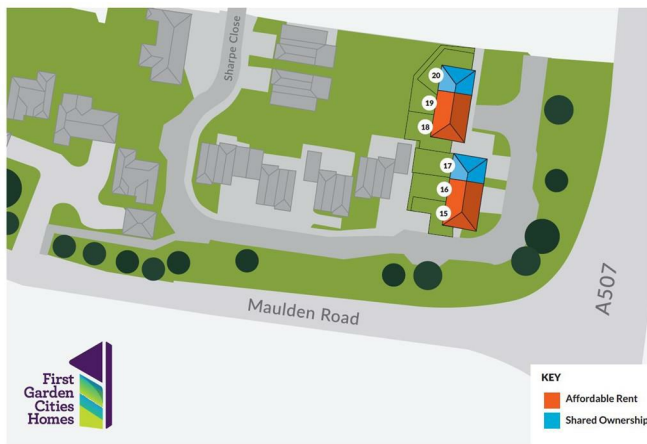 Sharpe Close
20
19
18
17
16
15
A507
Maulden Road
First
Garden
Cities
Homes
KEY
Affordable Rent
Shared Ownership